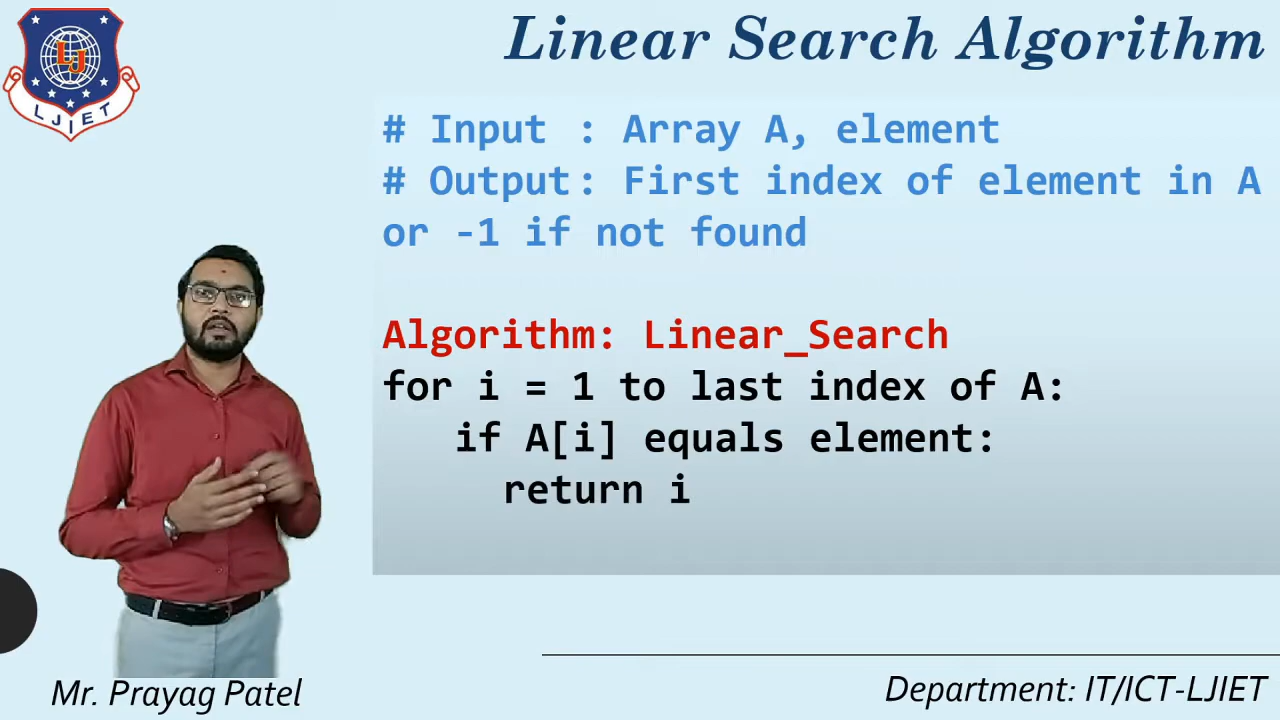 LJ
LJIET
Linear Search Algorithm
# Input : Array A, element
# Output: First index of element in A
or -1 if not found
Algorithm: Linear_Search
for i = 1 to last index of A:
if A[i] equals element:
return i
Mr. Prayag Patel
Department: IT/ICT-LJIET